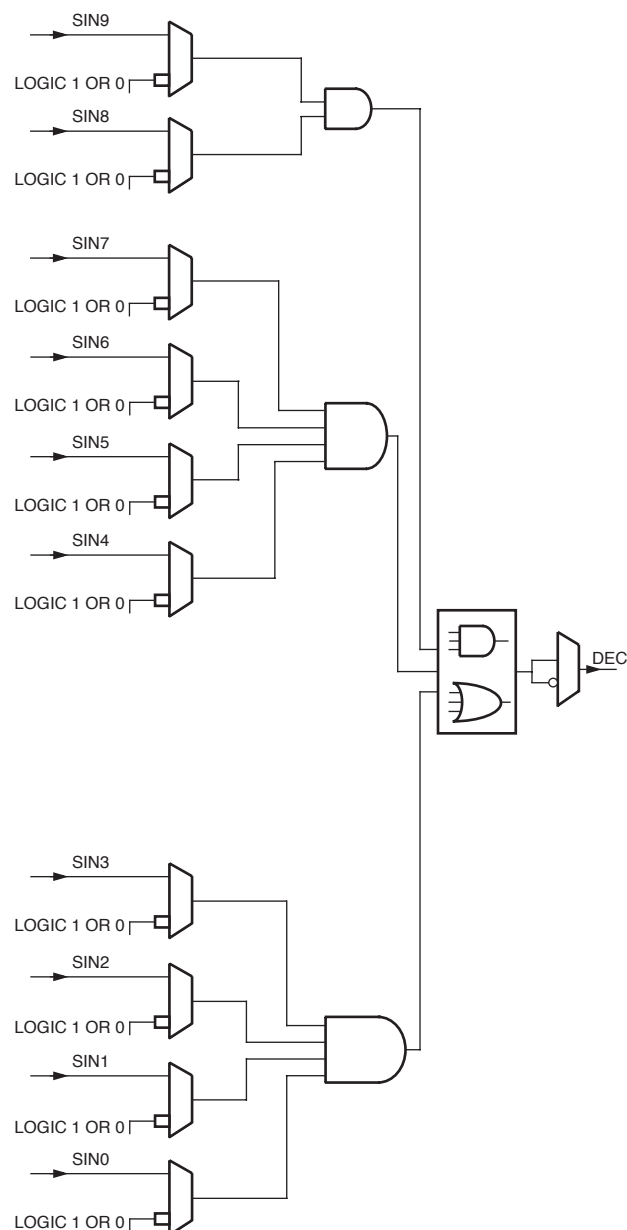 SIN9
LOGIC 1 OR 0
SIN8
LOGIC 1 OR 0
SIN7
LOGIC 1 OR 0
SIN6
LOGIC 1 OR 0
SIN5
LOGIC 1 OR 0
SIN4
LOGIC 1 OR 0
DEC
SIN3
LOGIC 1 OR 0
SIN2
LOGIC 1 OR 0
SIN1
LOGIC 1 OR 0
SIN0
LOGIC 1 OR 0